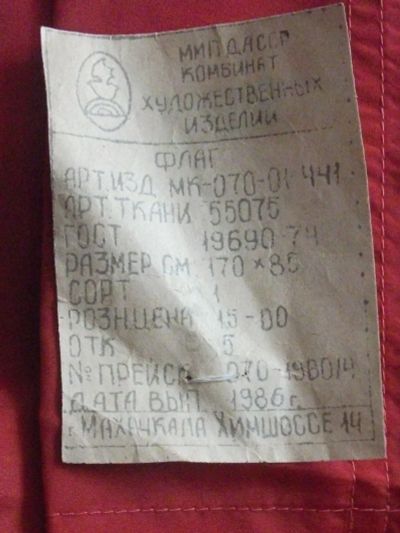 ММП ДАССР
КОМБИНАТ
ХУДОЖЕСТВЕННЫХ
ИЗДЕЛИЙ
ФЛАГ
АРТ.ИЗД МК-070-01 441
АРТ.ТКАНИ 55075
ГОСТ 19690 74
РАЗМЕР СМ 170*85
СОРТ 1
РОЗН.ЦЕНА 15-00
ОТК 5
№ ПРЕЙСК 070-1980/4
ДАТА ВЫП. 1986 г.
г. МАХАЧКАЛА ХИМШОССЕ 14